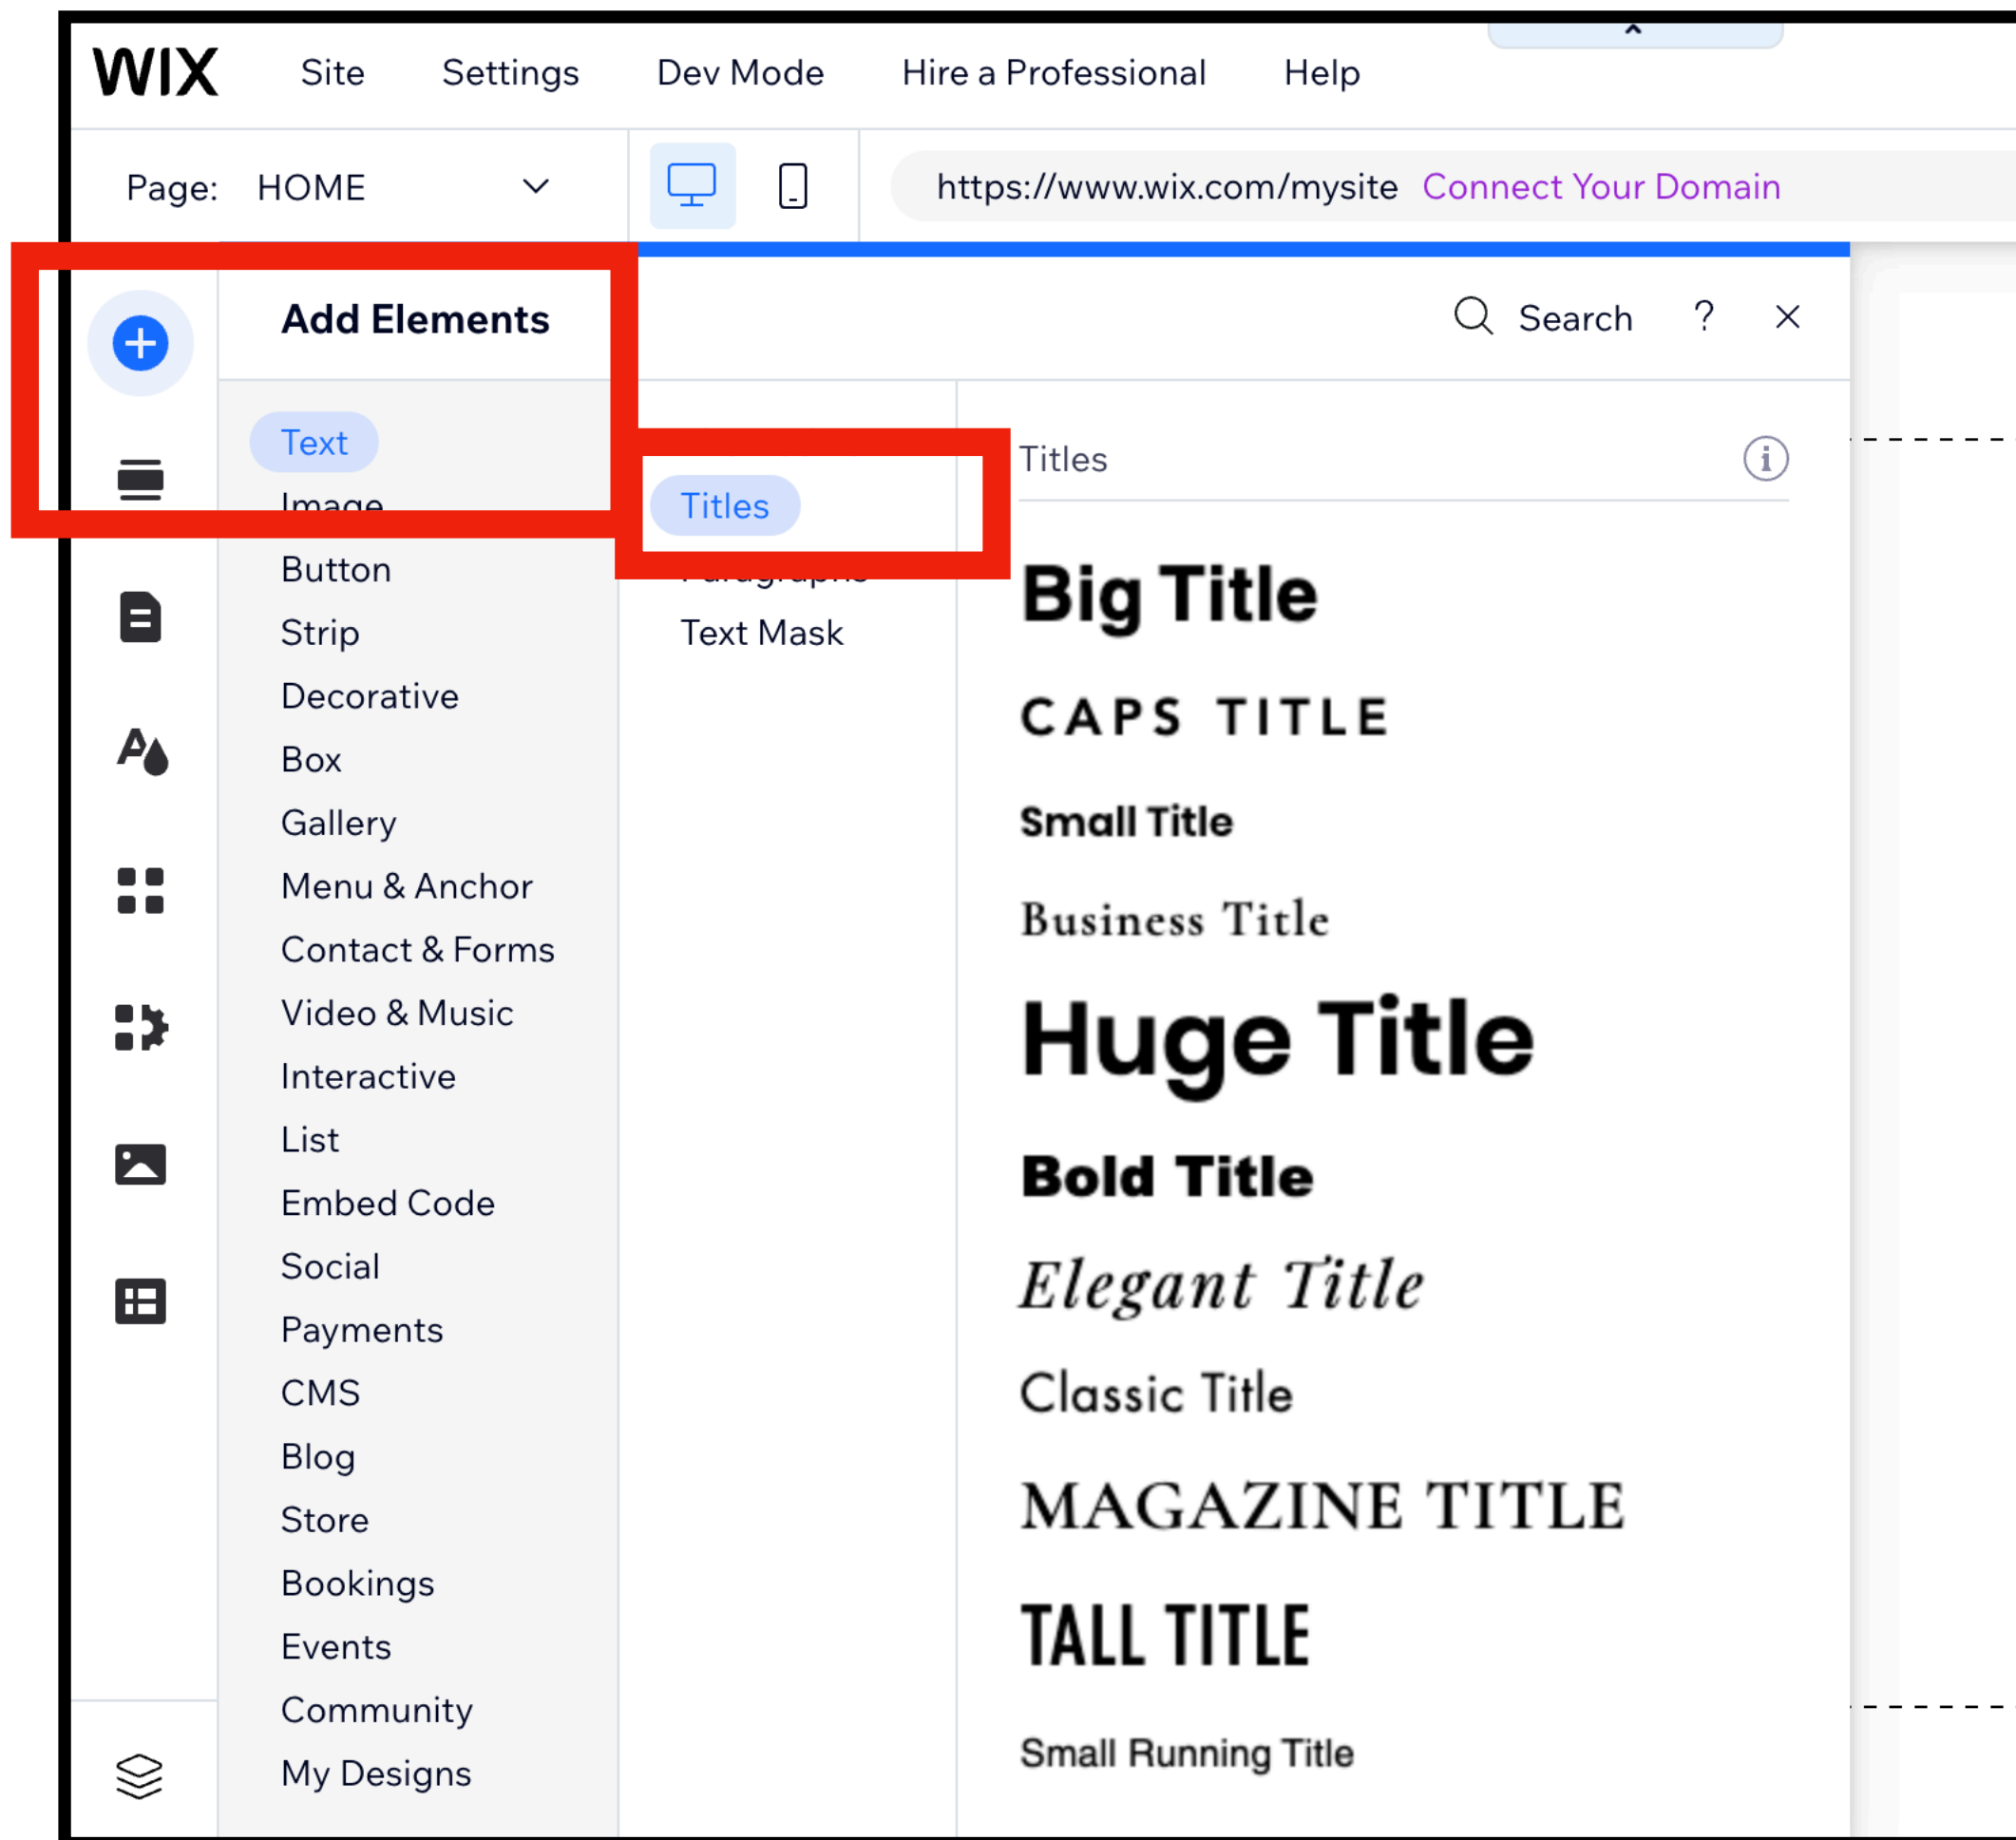 WIX Site Settings Dev Mode Hire a Professional Help
Page: HOME https://www.wix.com/mysite Connect Your Domain
Add Elements Search ? ×
Text
Image
Button
Strip
Decorative
Box
Gallery
Menu & Anchor
Contact & Forms
Video & Music
Interactive
List
Embed Code
Social
Payments
CMS
Blog
Store
Bookings
Events
Community
My Designs
Titles
Paragraphs
Text Mask
Titles
Big Title
CAPS TITLE
Small Title
Business Title
Huge Title
Bold Title
Elegant Title
Classic Title
MAGAZINE TITLE
TALL TITLE
Small Running Title